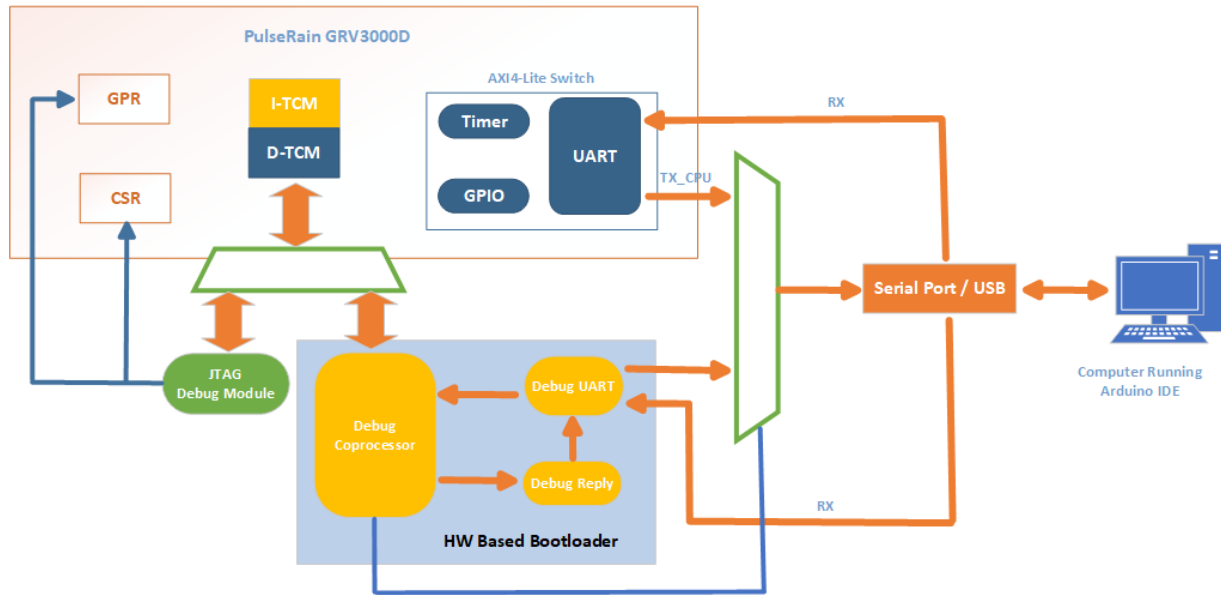 PulseRain GRV3000D
AXI4-Lite Switch
GPR
I-TCM
D-TCM
Timer
UART
RX
CSR
GPIO
TX_CPU
Serial Port / USB
JTAG
Debug Module
Debug UART
Computer Running
Arduino IDE
Debug
Coprocessor
Debug Reply
RX
HW Based Bootloader